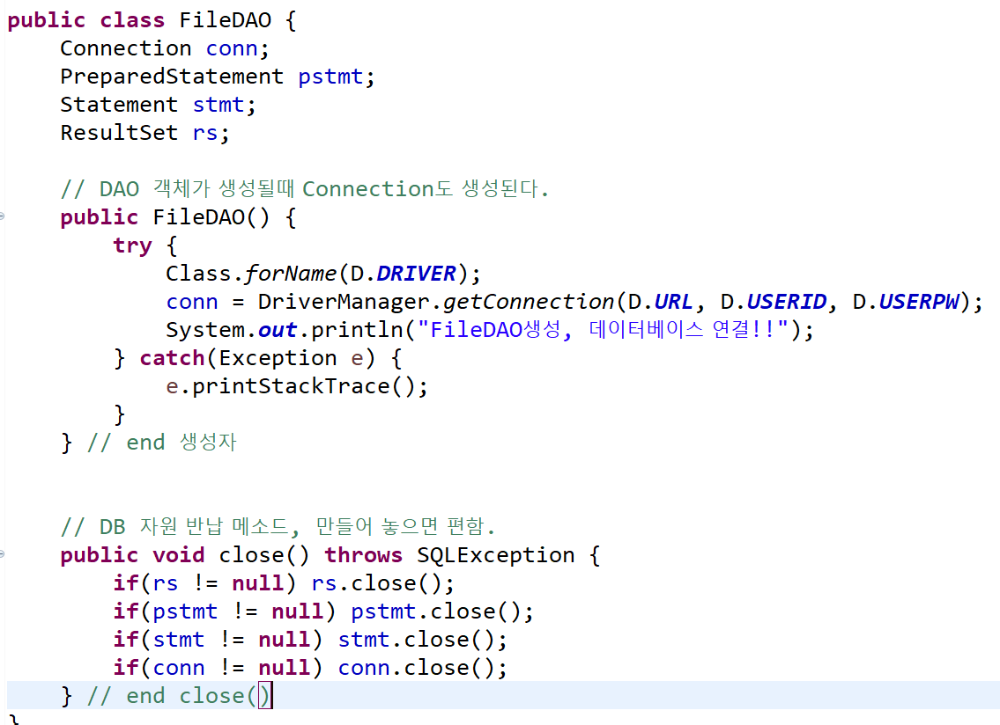 public class FileDAO {
    Connection conn;
    PreparedStatement pstmt;
    Statement stmt;
    ResultSet rs;

    // DAO 객체가 생성될때 Connection도 생성된다.
    public FileDAO() {
        try {
            Class.forName(D.DRIVER);
            conn = DriverManager.getConnection(D.URL, D.USERID, D.USERPW);
            System.out.println("FileDAO생성, 데이터베이스 연결!!");
        } catch(Exception e) {
            e.printStackTrace();
        }
    } // end 생성자


    // DB 자원 반납 메소드, 만들어 놓으면 편함.
    public void close() throws SQLException {
        if(rs != null) rs.close();
        if(pstmt != null) pstmt.close();
        if(stmt != null) stmt.close();
        if(conn != null) conn.close();
    } // end close()
}